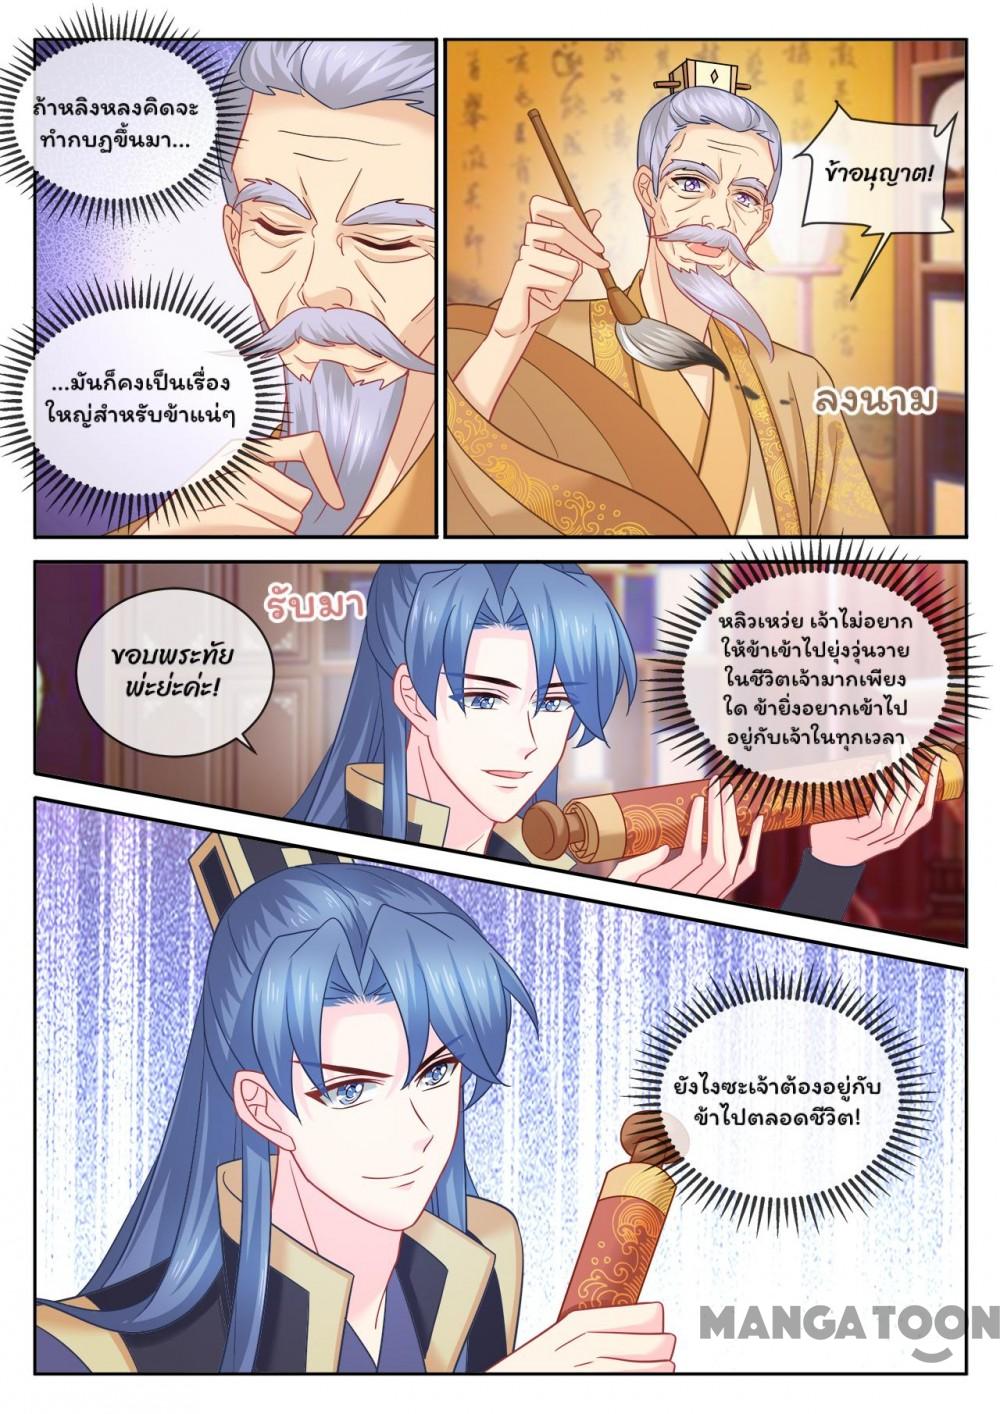 ถ้าหลิงหลงคิดจะ
ทำกบฏขึ้นมา...
...มันก็คงเป็นเรื่อง
ใหญ่สำหรับข้าแน่ๆ
ข้าอนุญาต!
ลงนาม
รับมา
ขอบพระทัย
พ่ะย่ะค่ะ!
หลิวเหว่ย เจ้าไม่อยาก
ให้ข้าเข้าไปยุ่งวุ่นวาย
ในชีวิตเจ้ามากเพียง
ใด ข้ายิ่งอยากเข้าไป
อยู่กับเจ้าในทุกเวลา
ยังไงซะเจ้าต้องอยู่กับ
ข้าไปตลอดชีวิต!
MANGATOON